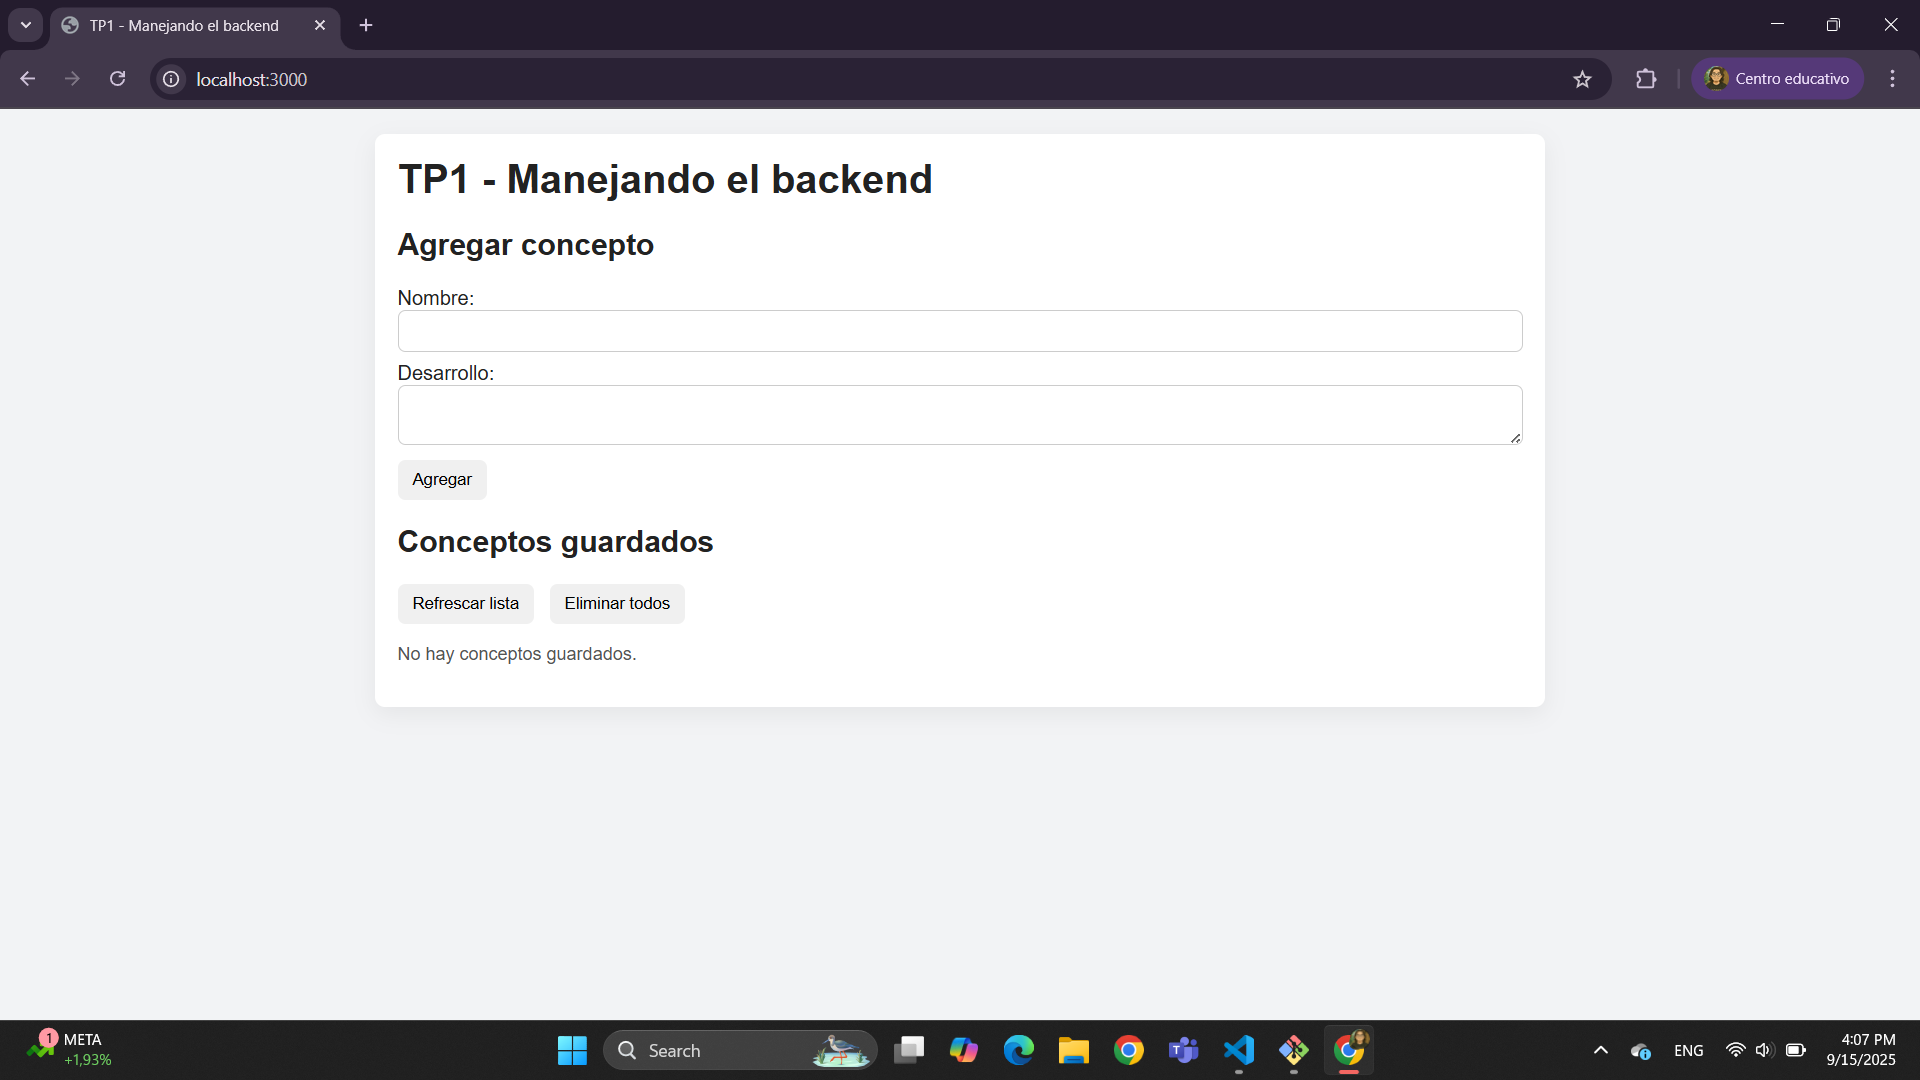 TP1 - Manejando el backend
localhost:3000
Centro educativo
TP1 - Manejando el backend
Agregar concepto
Nombre:
Desarrollo:
Agregar
Conceptos guardados
Refrescar lista
Eliminar todos
No hay conceptos guardados.
1
META
+1,93%
Search
T
ENG
4:07 PM
9/15/2025